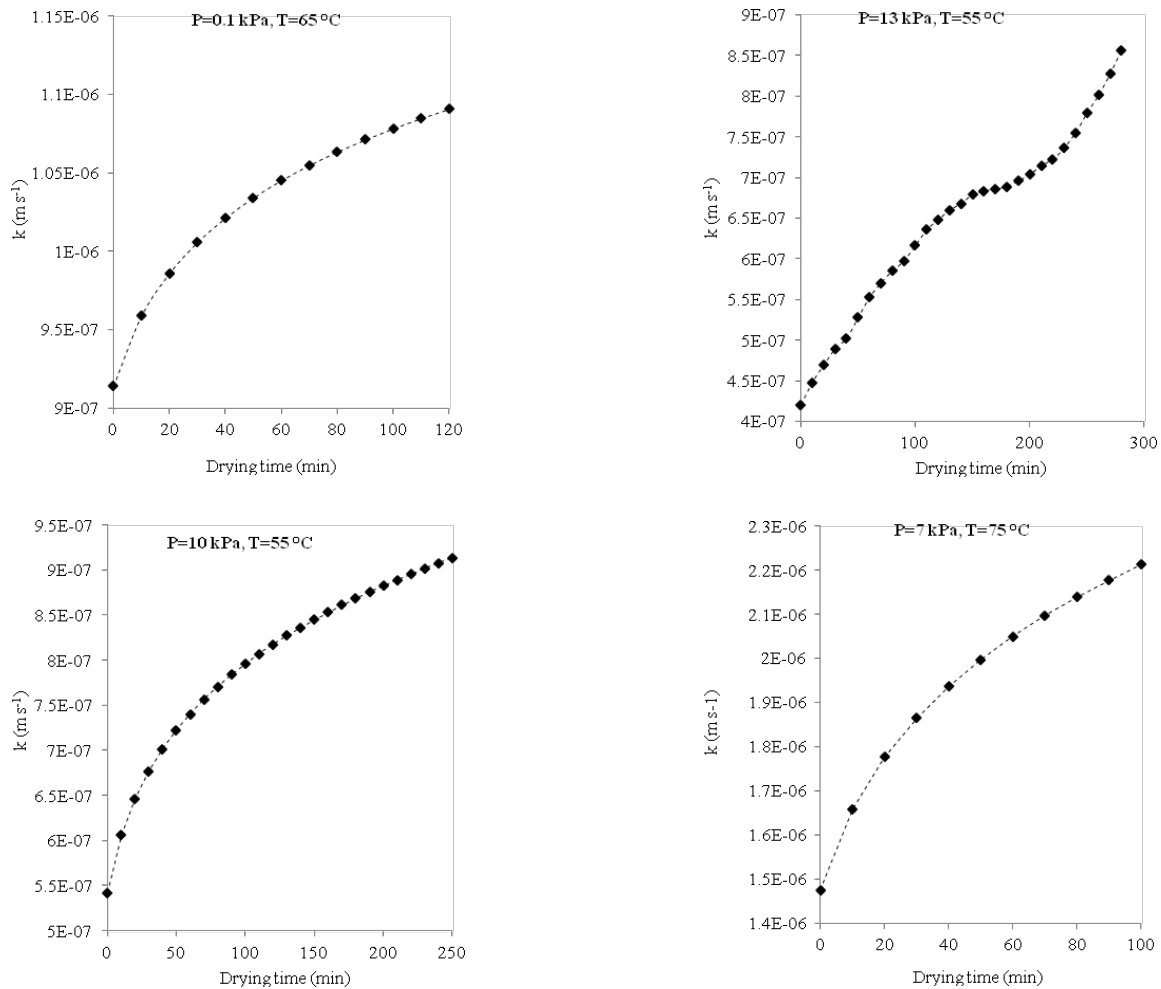 P=0.1 kPa, T=65 °C
1.15E-06
1.1E-06
1.05E-06
1E-06
9.5E-07
9E-07
k (m s-1)
0 20 40 60 80 100 120
Drying time (min)
P=13 kPa, T=55 °C
9E-07
8.5E-07
8E-07
7.5E-07
7E-07
6.5E-07
6E-07
5.5E-07
5E-07
4.5E-07
4E-07
k (m s-1)
0 100 200 300
Drying time (min)
P=10 kPa, T=55 °C
9.5E-07
9E-07
8.5E-07
8E-07
7.5E-07
7E-07
6.5E-07
6E-07
5.5E-07
5E-07
k (m s-1)
0 50 100 150 200 250
Drying time (min)
P=7 kPa, T=75 °C
2.3E-06
2.2E-06
2.1E-06
2E-06
1.9E-06
1.8E-06
1.7E-06
1.6E-06
1.5E-06
1.4E-06
k (m s-1)
0 20 40 60 80 100
Drying time (min)